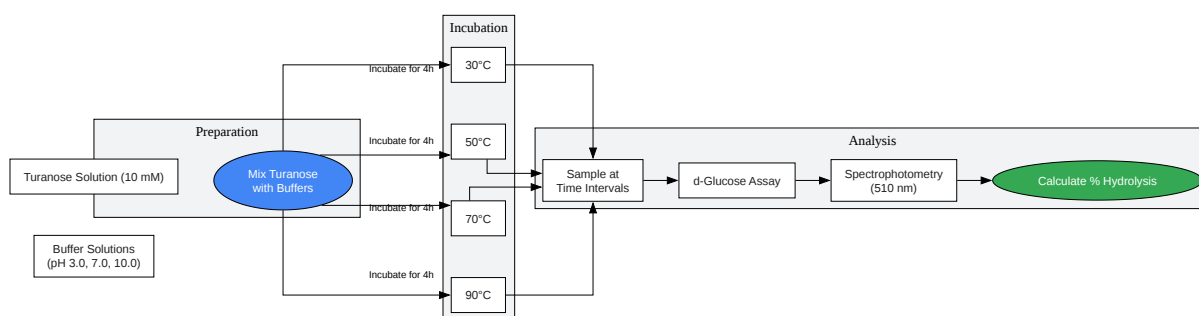 Incubation
Incubate for 4h
30°C
Preparation
Incubate for 4h
50°C
Analysis
Turanose Solution (10 mM)
Mix Turanose
with Buffers
Sample at
Time Intervals
d-Glucose Assay
Spectrophotometry
(510 nm)
Calculate % Hydrolysis
Incubate for 4h
70°C
Buffer Solutions
(pH 3.0, 7.0, 10.0)
Incubate for 4h
90°C